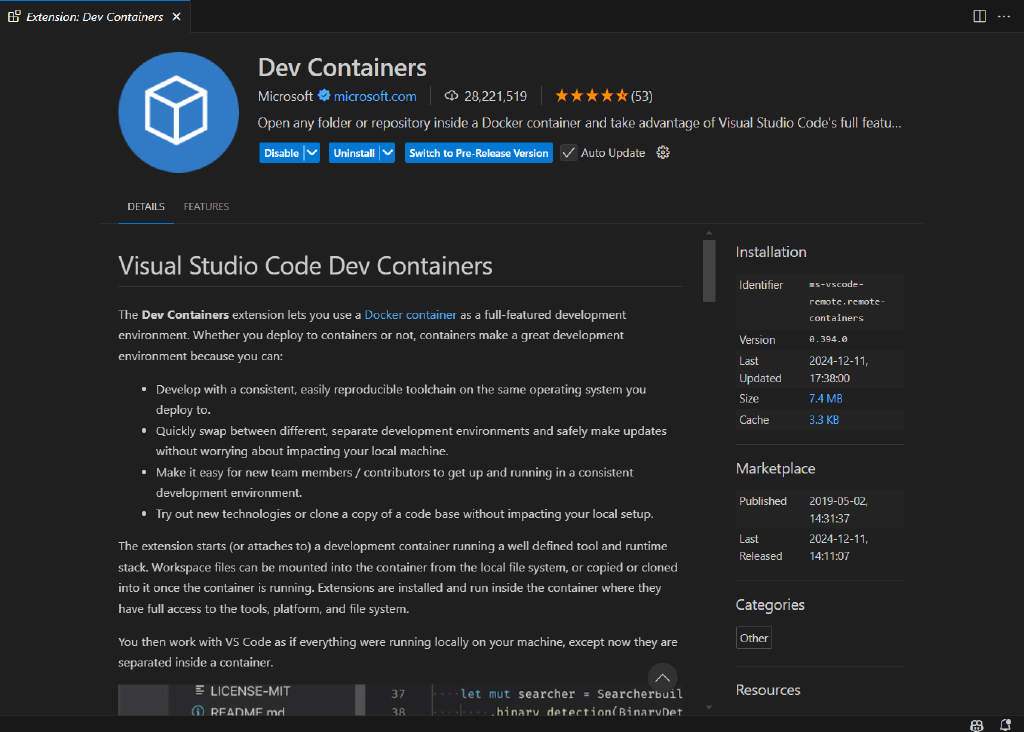 Extension: Dev Containers
Dev Containers
Microsoft microsoft.com 28,221,519 (53)
Open any folder or repository inside a Docker container and take advantage of Visual Studio Code's full featu...
Disable Uninstall Switch to Pre-Release Version Auto Update
DETAILS FEATURES
Visual Studio Code Dev Containers
The Dev Containers extension lets you use a Docker container as a full-featured development
environment. Whether you deploy to containers or not, containers make a great development
environment because you can:
• Develop with a consistent, easily reproducible toolchain on the same operating system you
deploy to.
• Quickly swap between different, separate development environments and safely make updates
without worrying about impacting your local machine.
• Make it easy for new team members / contributors to get up and running in a consistent
development environment.
• Try out new technologies or clone a copy of a code base without impacting your local setup.
The extension starts (or attaches to) a development container running a well defined tool and runtime
stack. Workspace files can be mounted into the container from the local file system, or copied or cloned
into it once the container is running. Extensions are installed and run inside the container where they
have full access to the tools, platform, and file system.
You then work with VS Code as if everything were running locally on your machine, except now they are
separated inside a container.
LICENSE-MIT
README.md
37 ····let mut searcher = SearcherBuil
38 ····│····.binary_detection(BinaryDet
Installation
Identifier ms-vscode-
remote.remote-
containers
Version 0.394.0
Last 2024-12-11,
Updated 17:38:00
Size 7.4 MB
Cache 3.3 KB
Marketplace
Published 2019-05-02,
14:31:37
Last 2024-12-11,
Released 14:11:07
Categories
Other
Resources